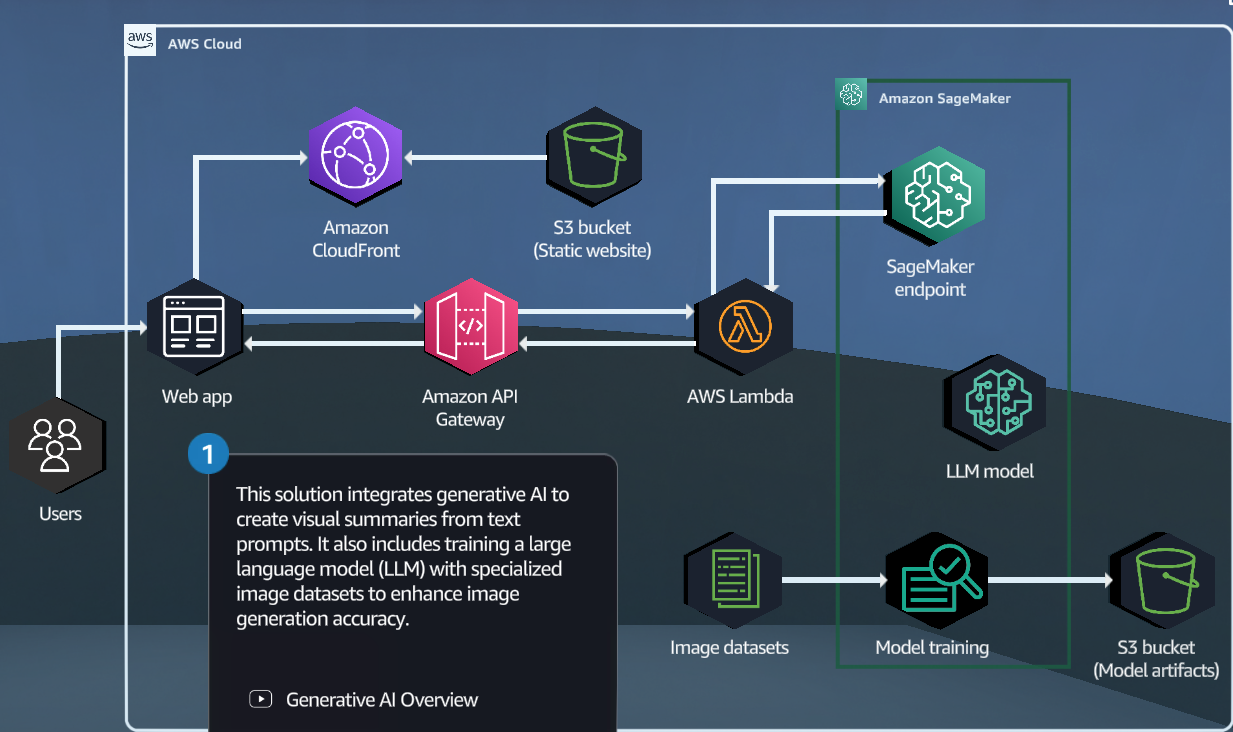 aws
AWS Cloud
Amazon SageMaker
Amazon
CloudFront
S3 bucket
(Static website)
SageMaker
endpoint
Web app
Amazon API
Gateway
</>
AWS Lambda
LLM model
Users
1
This solution integrates generative AI to
create visual summaries from text
prompts. It also includes training a large
language model (LLM) with specialized
image datasets to enhance image
generation accuracy.
Generative AI Overview
Image datasets
Model training
S3 bucket
(Model artifacts)